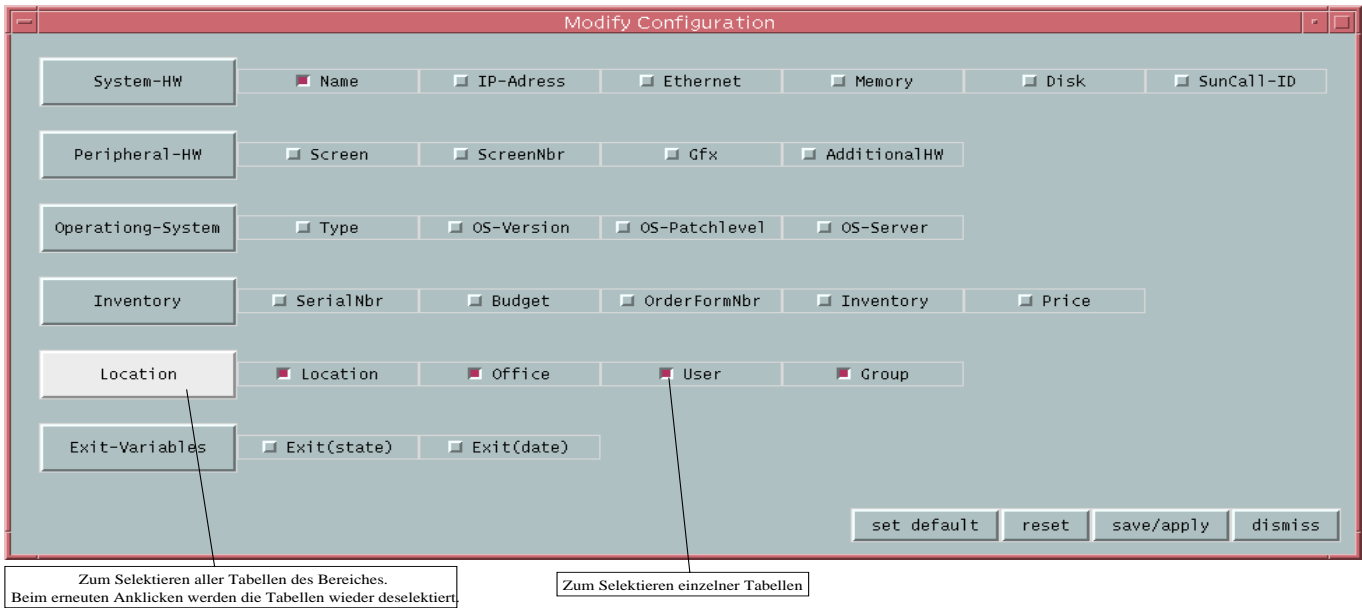 Modify Configuration
System-HW Name IP-Adress Ethernet Memory Disk SunCall-ID
Peripheral-HW Screen ScreenNbr Gfx AdditionalHW
Operationg-System Type OS-Version OS-Patchlevel OS-Server
Inventory SerialNbr Budget OrderFormNbr Inventory Price
Location Location Office User Group
Exit-Variables Exit(state) Exit(date)
set default reset save/apply dismiss
Zum Selektieren aller Tabellen des Bereiches.
Beim erneuten Anklicken werden die Tabellen wieder deselektiert.
Zum Selektieren einzelner Tabellen